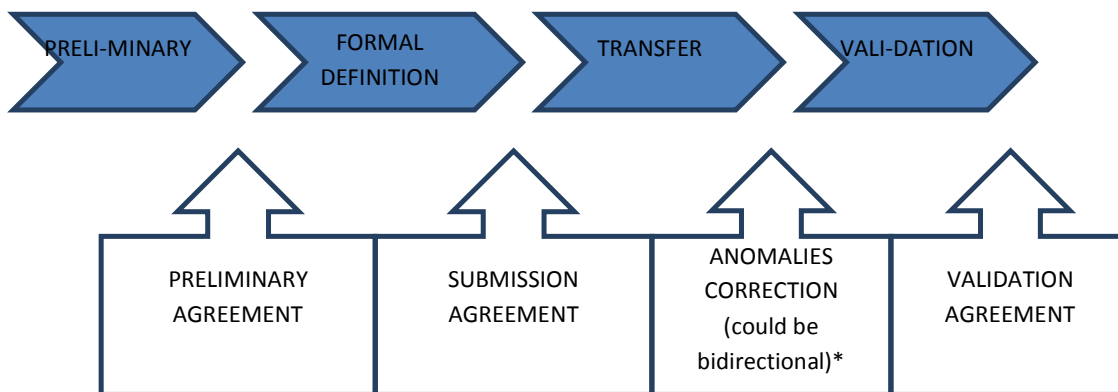 PRELI-MINARY
FORMAL
DEFINITION
TRANSFER
VALI-DATION
PRELIMINARY
AGREEMENT
SUBMISSION
AGREEMENT
ANOMALIES
CORRECTION
(could be
bidirectional)*
VALIDATION
AGREEMENT